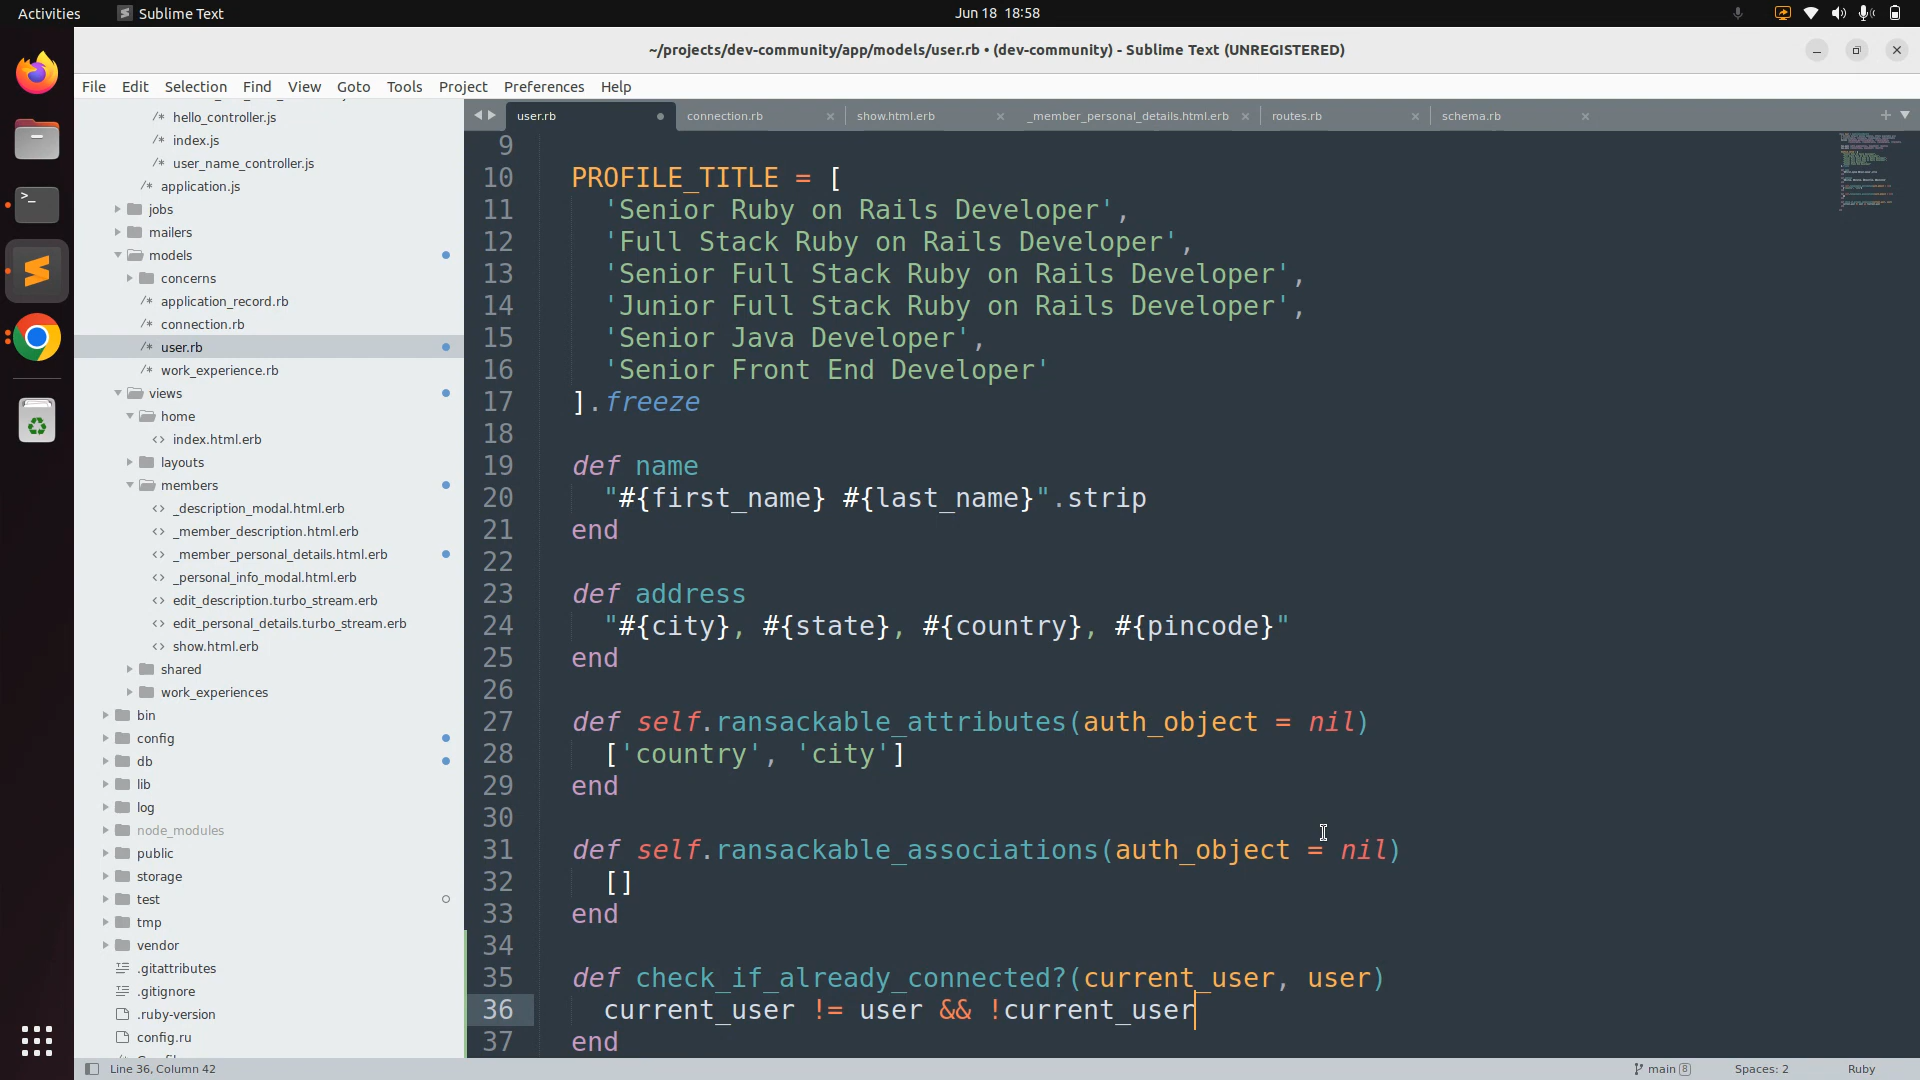 Activities
Sublime Text
Jun 18 18:58
~/projects/dev-community/app/models/user.rb • (dev-community) - Sublime Text (UNREGISTERED)
File Edit Selection Find View Goto Tools Project Preferences Help
hello_controller.js
index.js
user_name_controller.js
application.js
jobs
mailers
models
concerns
application_record.rb
connection.rb
user.rb
work_experience.rb
views
home
index.html.erb
layouts
members
_description_modal.html.erb
_member_description.html.erb
_member_personal_details.html.erb
_personal_info_modal.html.erb
edit_description.turbo_stream.erb
edit_personal_details.turbo_stream.erb
show.html.erb
shared
work_experiences
bin
config
db
lib
log
node_modules
public
storage
test
tmp
vendor
.gitattributes
.gitignore
.ruby-version
config.ru
user.rb connection.rb show.html.erb _member_personal_details.html.erb routes.rb schema.rb
9
10 PROFILE_TITLE = [
11 'Senior Ruby on Rails Developer',
12 'Full Stack Ruby on Rails Developer',
13 'Senior Full Stack Ruby on Rails Developer',
14 'Junior Full Stack Ruby on Rails Developer',
15 'Senior Java Developer',
16 'Senior Front End Developer'
17 ].freeze
18
19 def name
20 "#{first_name} #{last_name}".strip
21 end
22
23 def address
24 "#{city}, #{state}, #{country}, #{pincode}"
25 end
26
27 def self.ransackable_attributes(auth_object = nil)
28 ['country', 'city']
29 end
30
31 def self.ransackable_associations(auth_object = nil)
32 []
33 end
34
35 def check_if_already_connected?(current_user, user)
36 current_user != user && !current_user
37 end
Line 36, Column 42
main 8
Spaces: 2
Ruby